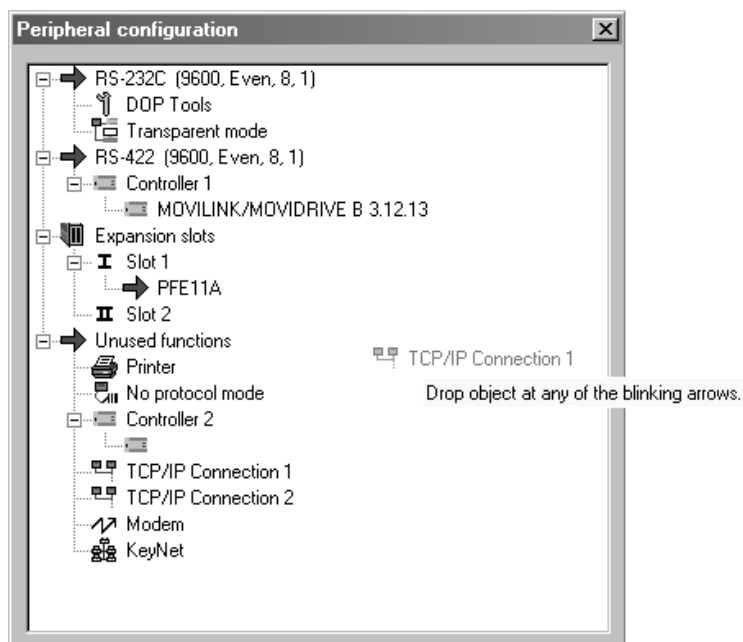 Peripheral configuration
RS-232C (9600, Even, 8, 1)
DOP Tools
Transparent mode
RS-422 (9600, Even, 8, 1)
Controller 1
MOVILINK/MOVIDRIVE B 3.12.13
Expansion slots
I Slot 1
PFE11A
II Slot 2
Unused functions
TCP/IP Connection 1
Printer
Drop object at any of the blinking arrows.
No protocol mode
Controller 2
TCP/IP Connection 1
TCP/IP Connection 2
Modem
KeyNet